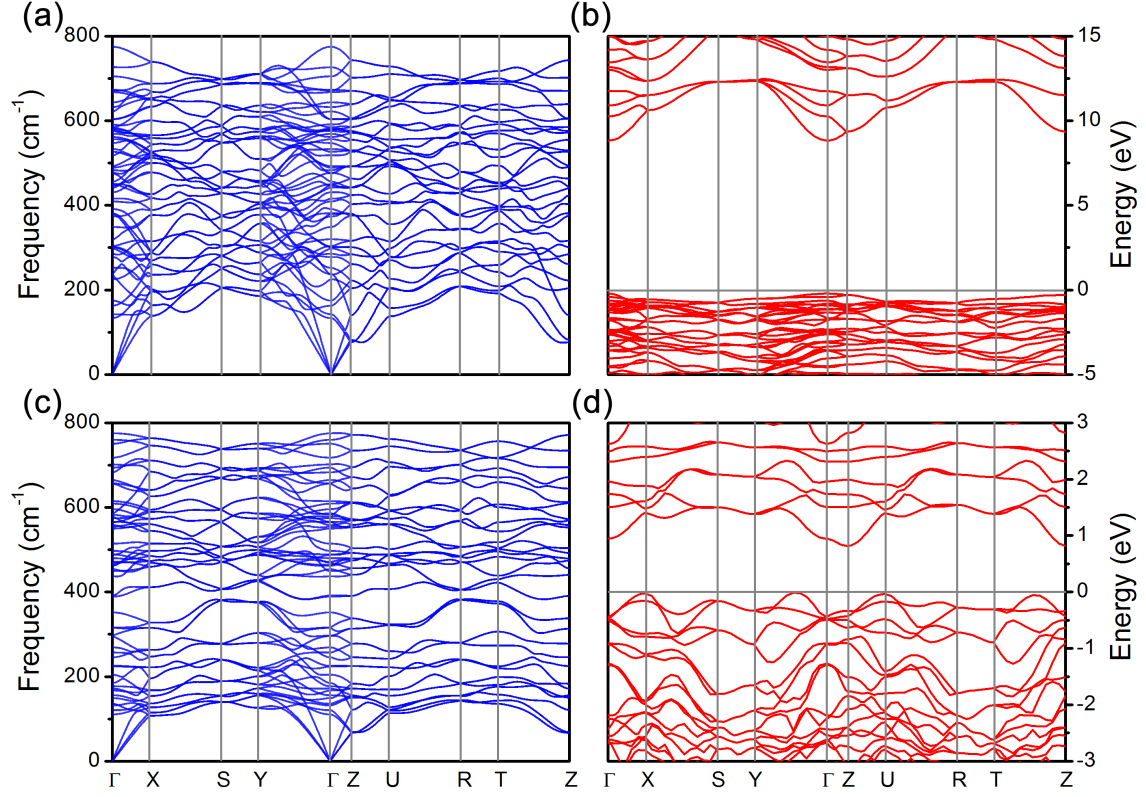 (a)
800
600
400
200
0
Frequency (cm⁻¹)
(b)
15
10
5
0
-5
Energy (eV)
(c)
800
600
400
200
0
Frequency (cm⁻¹)
Γ X S Y Γ Z U R T Z
(d)
3
2
1
0
-1
-2
-3
Energy (eV)
Γ X S Y Γ Z U R T Z